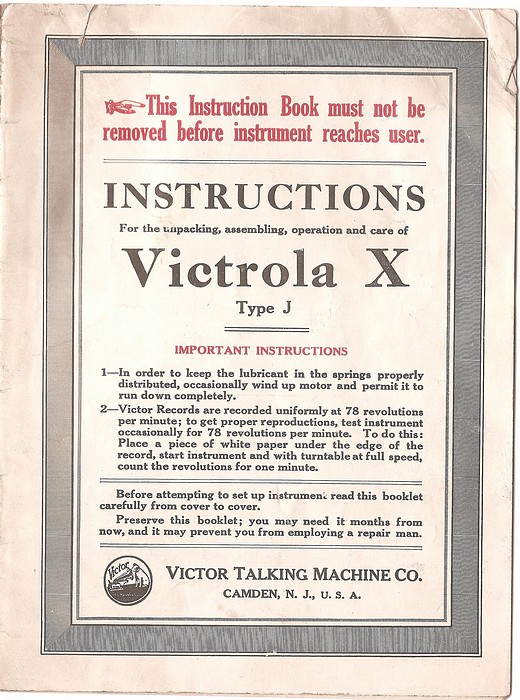 This Instruction Book must not be
removed before instrument reaches user.
INSTRUCTIONS
For the unpacking, assembling, operation and care of
Victrola X
Type J
IMPORTANT INSTRUCTIONS
1—In order to keep the lubricant in the springs properly
distributed, occasionally wind up motor and permit it to
run down completely.
2—Victor Records are recorded uniformly at 78 revolutions
per minute; to get proper reproductions, test instrument
occasionally for 78 revolutions per minute. To do this:
Place a piece of white paper under the edge of the
record, start instrument and with turntable at full speed,
count the revolutions for one minute.
Before attempting to set up instrument read this booklet
carefully from cover to cover.
Preserve this booklet; you may need it months from
now, and it may prevent you from employing a repair man.
Victor
VICTOR TALKING MACHINE CO.
CAMDEN, N. J., U. S. A.